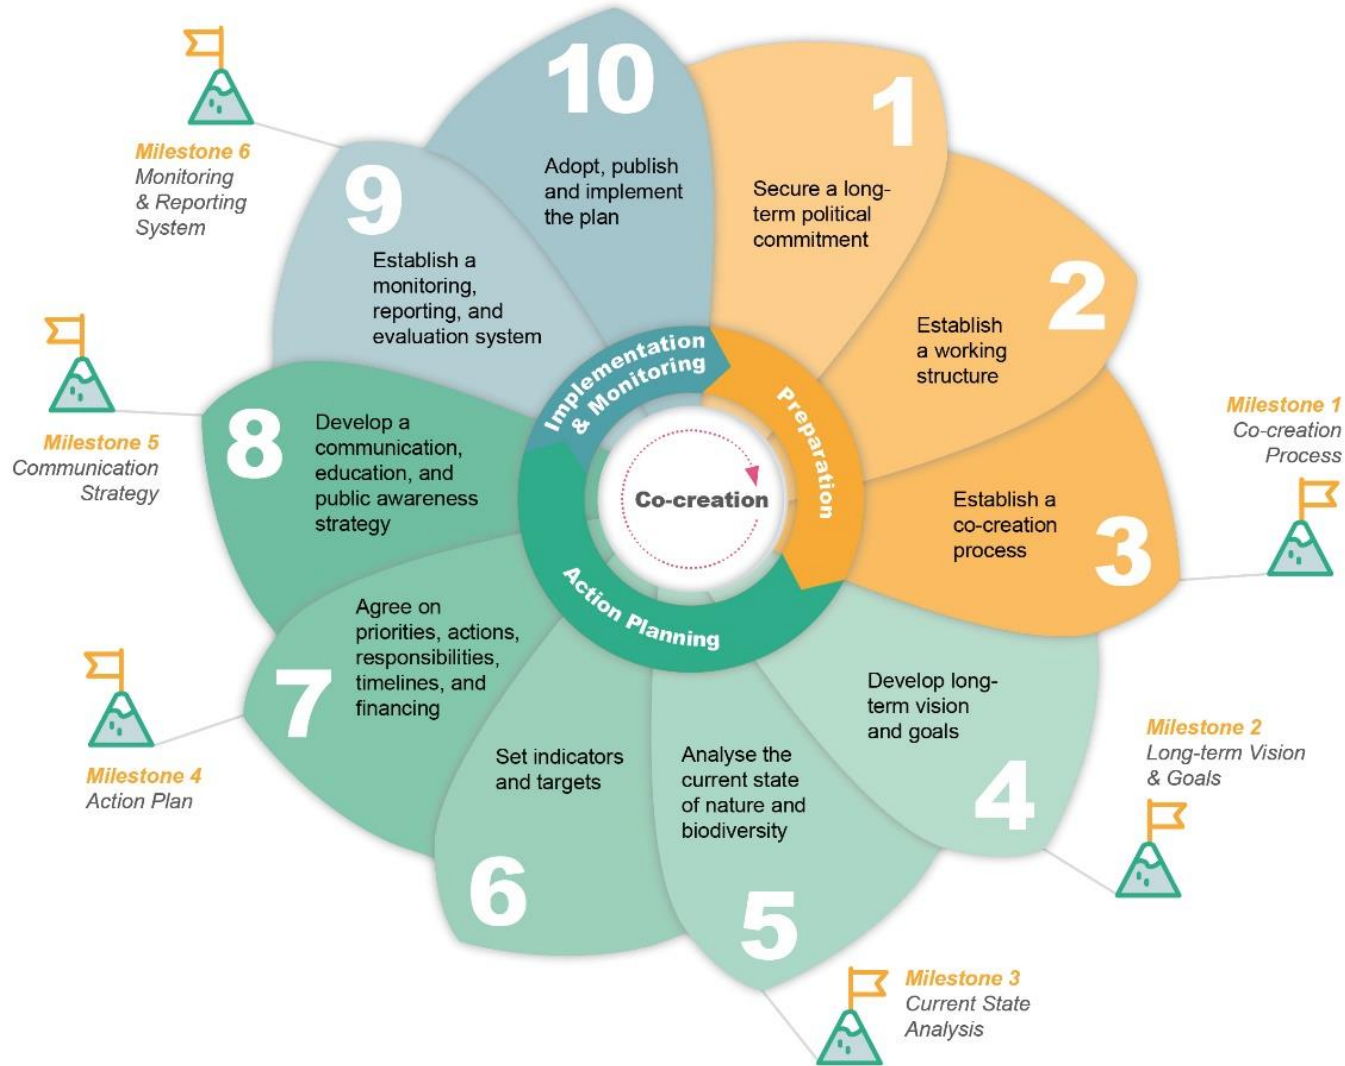 10
Adopt, publish
and implement
the plan
1
Secure a long-
term political
commitment
2
Establish
a working
structure
3
Establish a
co-creation
process
4
Develop long-
term vision
and goals
5
Analyse the
current state
of nature and
biodiversity
6
Set indicators
and targets
7
Agree on
priorities, actions,
responsibilities,
timelines, and
financing
8
Develop a
communication,
education, and
public awareness
strategy
9
Establish a
monitoring,
reporting, and
evaluation system
Implementation
& Monitoring
Preparation
Action Planning
Co-creation
Milestone 1
Co-creation
Process
Milestone 2
Long-term Vision
& Goals
Milestone 3
Current State
Analysis
Milestone 4
Action Plan
Milestone 5
Communication
Strategy
Milestone 6
Monitoring
& Reporting
System